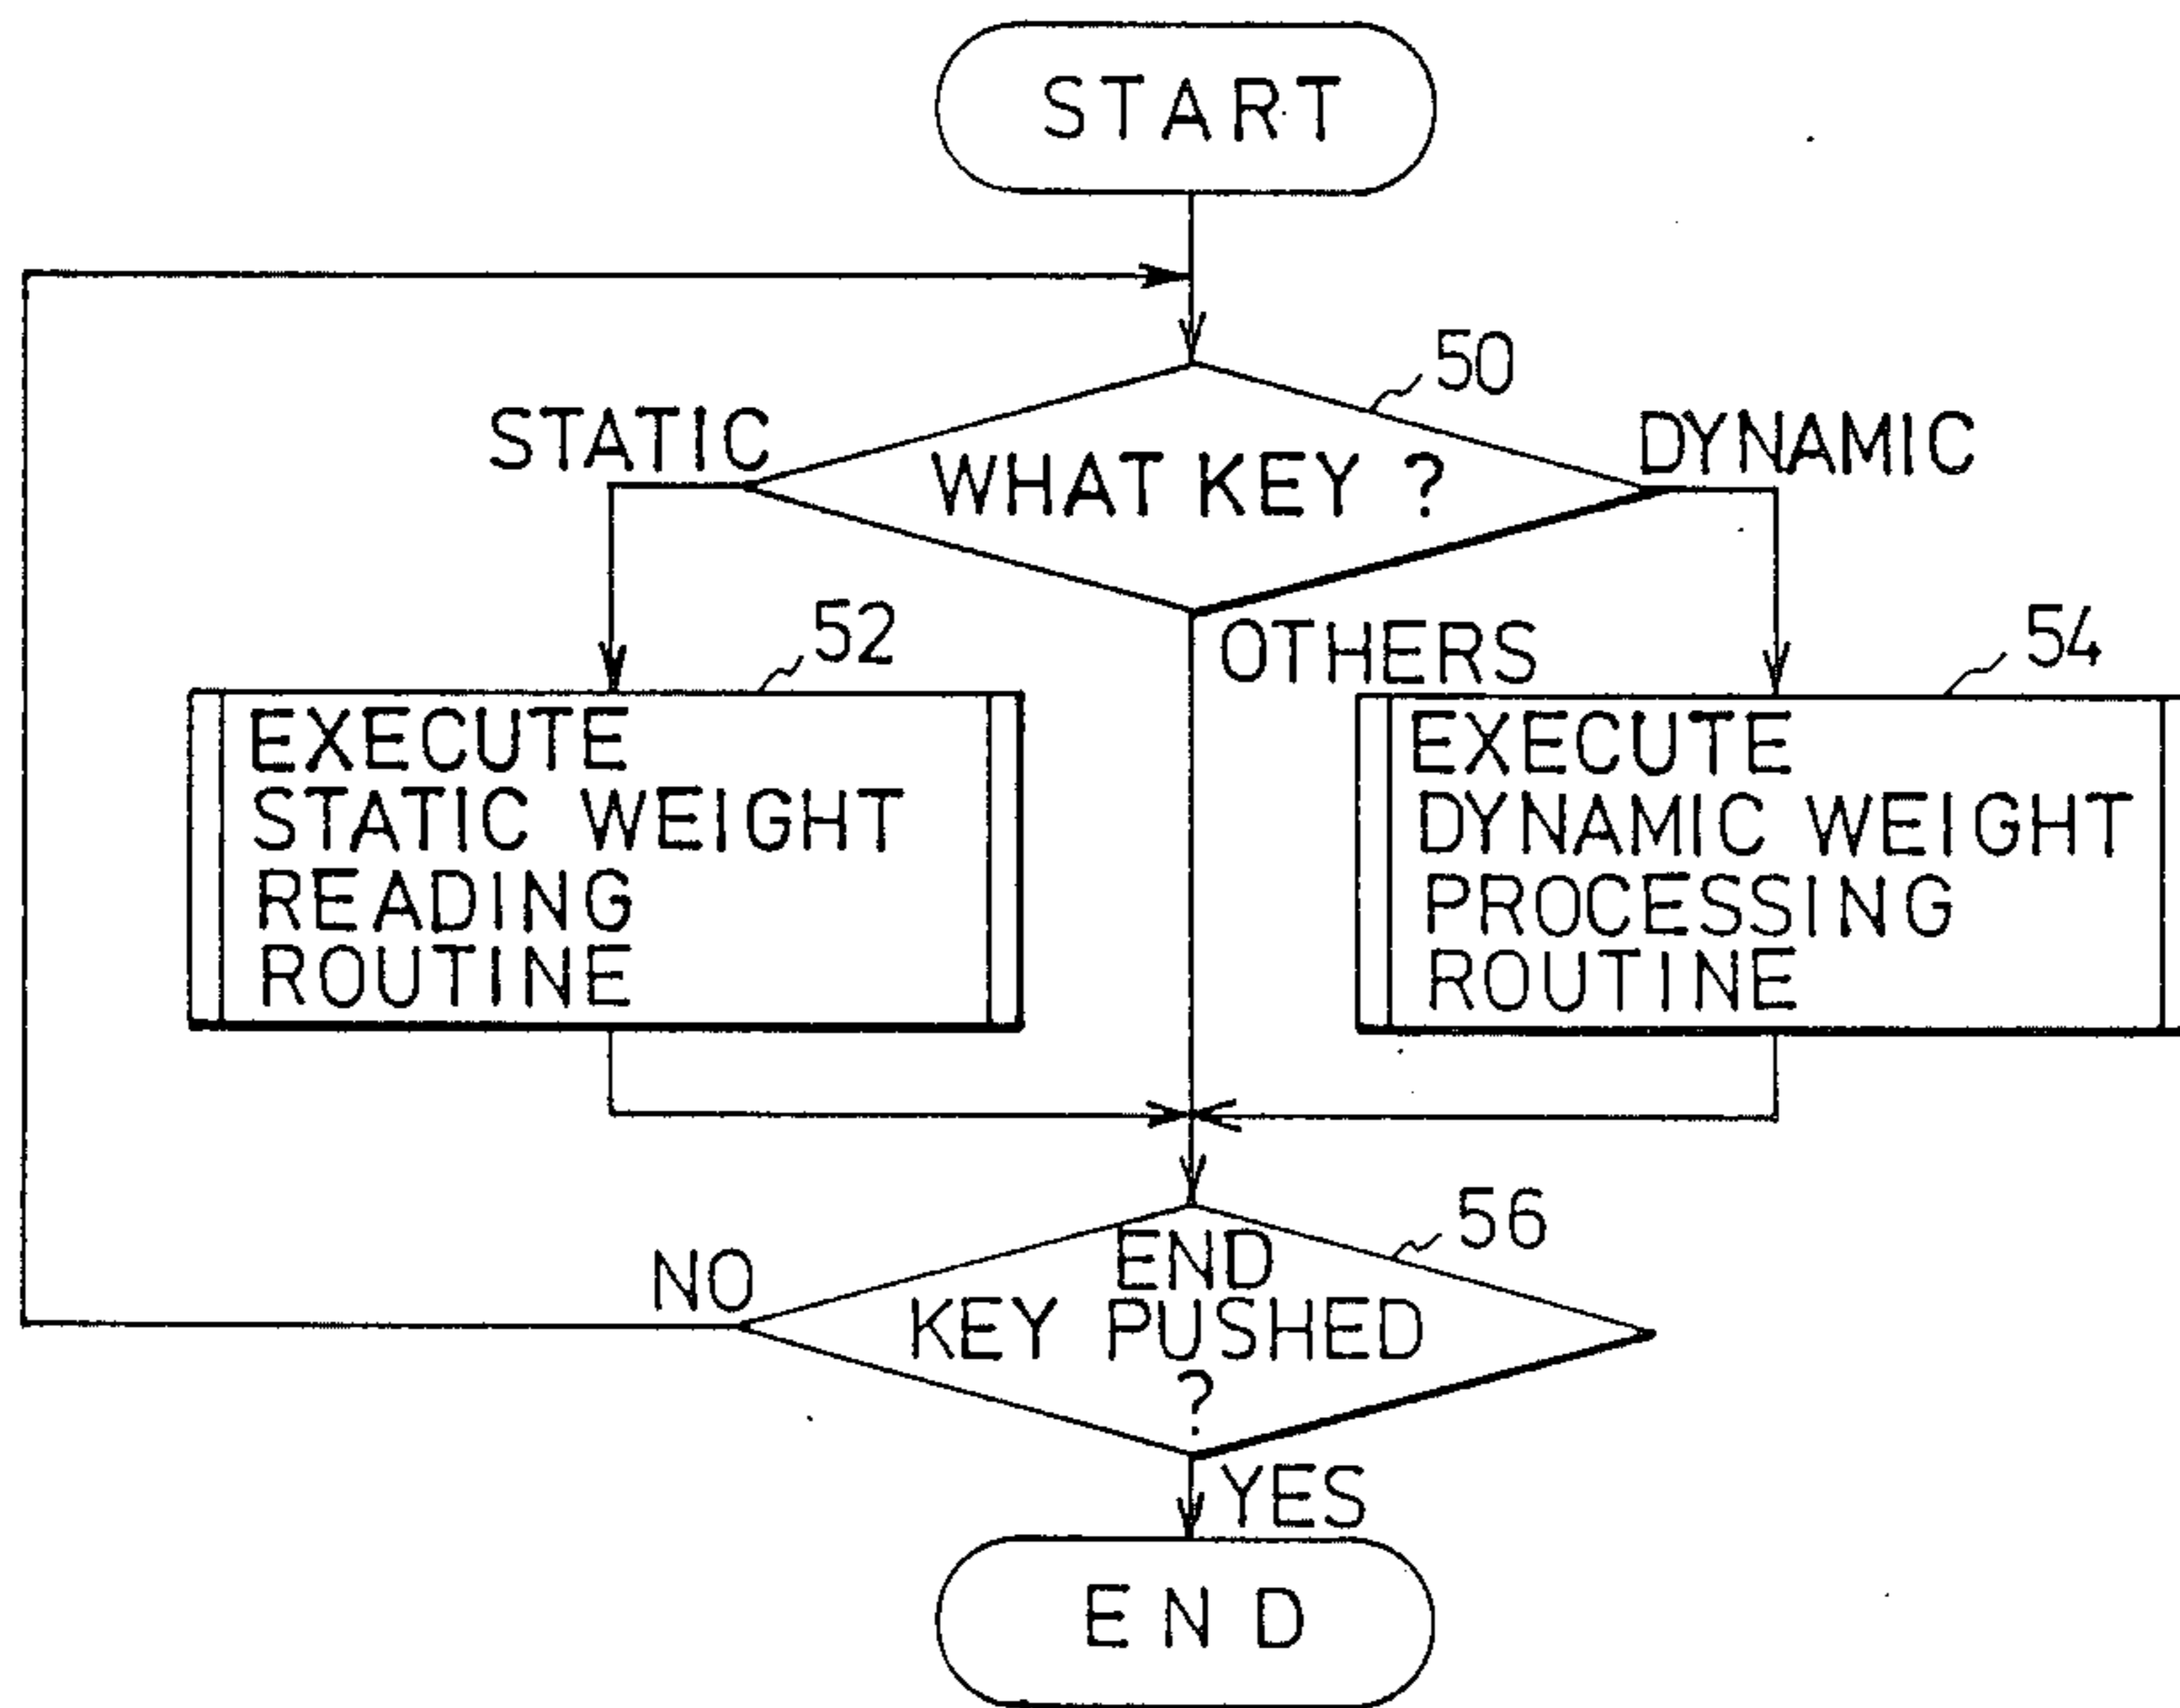 START
50
STATIC
DYNAMIC
WHAT KEY ?
52
OTHERS
54
EXECUTE
STATIC WEIGHT
READING
ROUTINE
EXECUTE
DYNAMIC WEIGHT
PROCESSING
ROUTINE
56
NO
END
KEY PUSHED
?
YES
END